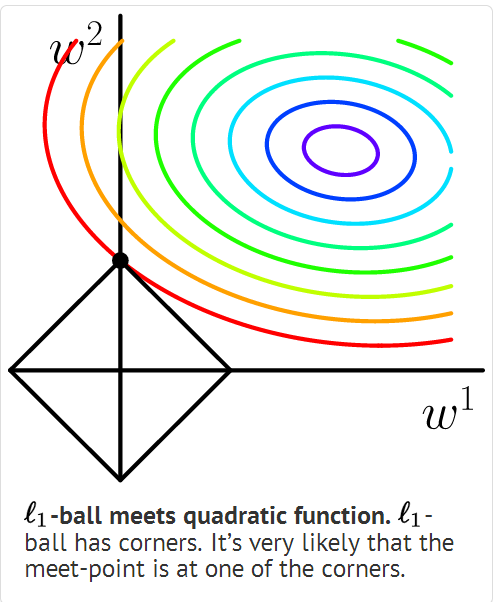 w²
w¹
ℓ₁-ball meets quadratic function. ℓ₁-
ball has corners. It’s very likely that the
meet-point is at one of the corners.